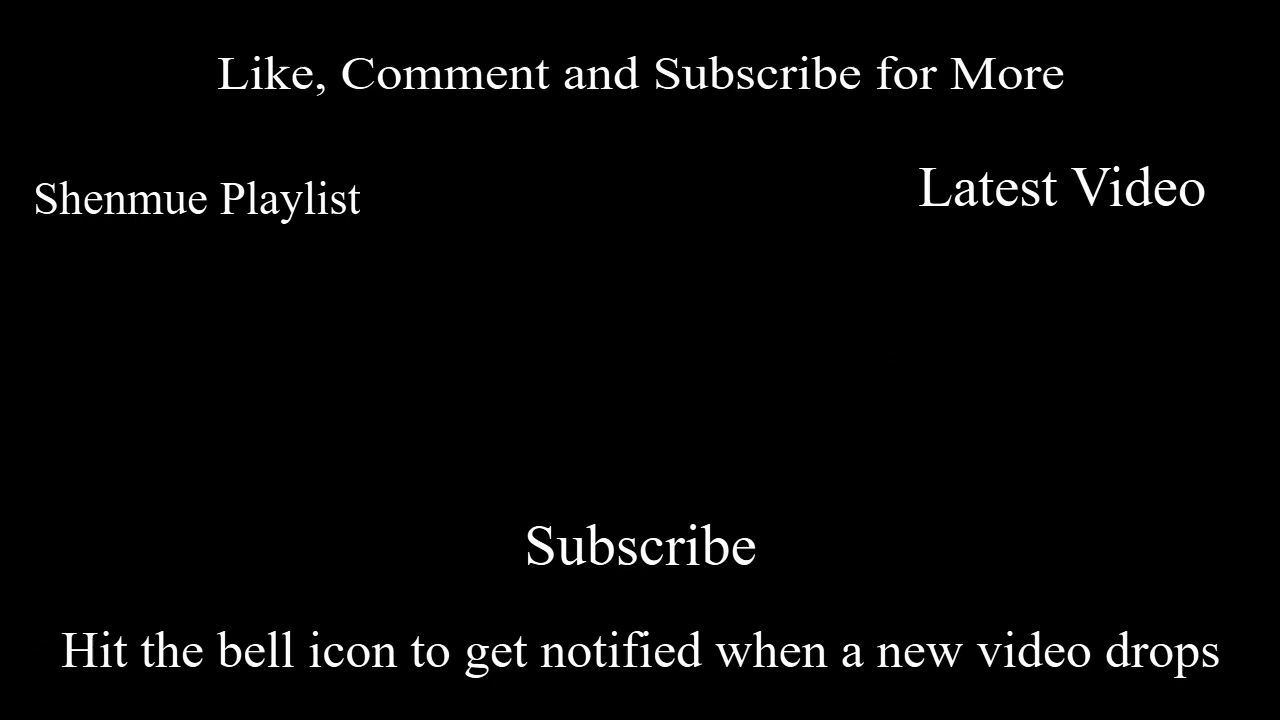 Like, Comment and Subscribe for More
Shenmue Playlist
Latest Video
Subscribe
Hit the bell icon to get notified when a new video drops